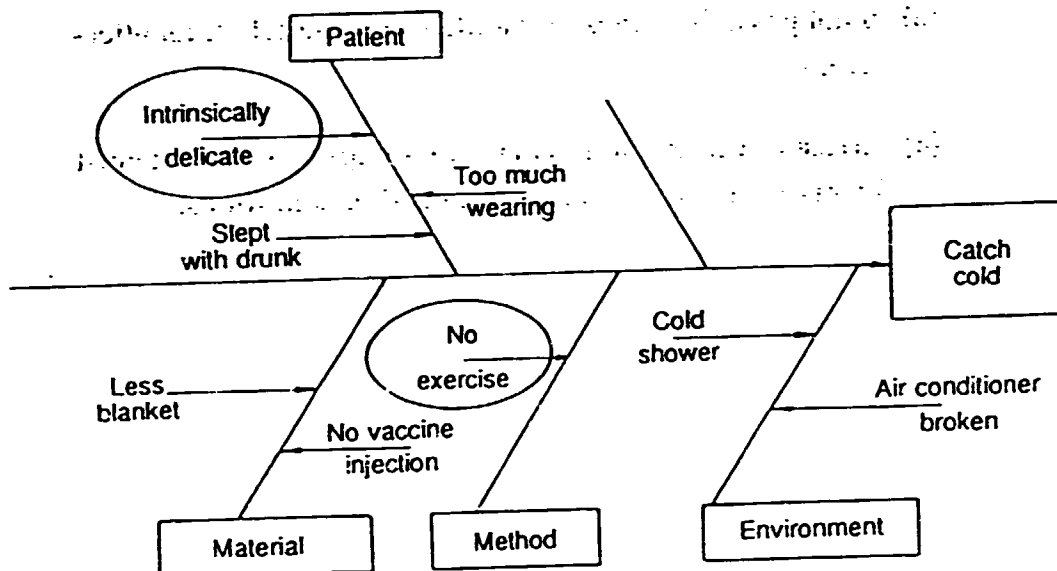 Patient
Intrinsically
delicate
Too much
wearing
Slept
with drunk
Catch
cold
No
exercise
Cold
shower
Less
blanket
Air conditioner
broken
No vaccine
injection
Material
Method
Environment